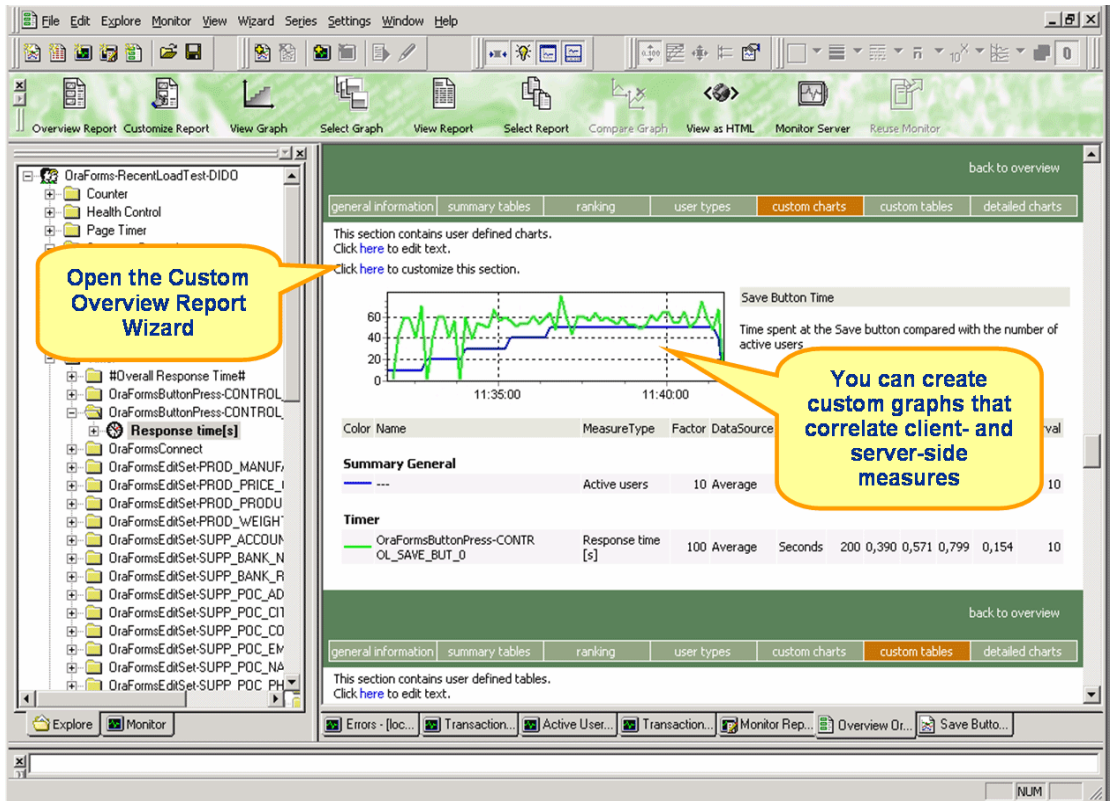 File Edit Explore Monitor View Wizard Series Settings Window Help
Overview Report Customize Report View Graph Select Graph View Report Select Report Compare Graph View as HTML Monitor Server Reuse Monitor
OraForms-RecentLoadTest-DIDO
Counter
Health Control
Page Timer
Open the Custom
Overview Report
Wizard
#Overall Response Time#
OraFormsButtonPress-CONTROL_
OraFormsButtonPress-CONTROL_
Response time[s]
OraFormsConnect
OraFormsEditSet-PROD_MANUF
OraFormsEditSet-PROD_PRICE_
OraFormsEditSet-PROD_PRODU
OraFormsEditSet-PROD_WEIGHT
OraFormsEditSet-SUPP_ACCOUN
OraFormsEditSet-SUPP_BANK_N
OraFormsEditSet-SUPP_BANK_R
OraFormsEditSet-SUPP_POC_AD
OraFormsEditSet-SUPP_POC_CIT
OraFormsEditSet-SUPP_POC_CO
OraFormsEditSet-SUPP_POC_EM
OraFormsEditSet-SUPP_POC_NA
OraFormsEditSet-SUPP_POC_PH
Explore Monitor
back to overview
general information summary tables ranking user types custom charts custom tables detailed charts
This section contains user defined charts.
Click here to edit text.
Click here to customize this section.
60
40
20
0
11:35:00 11:40:00
Save Button Time
Time spent at the Save button compared with the number of
active users
You can create
custom graphs that
correlate client- and
server-side
measures
Color Name MeasureType Factor DataSource
Summary General
--- Active users 10 Average 10
Timer
OraFormsButtonPress-CONTR
OL_SAVE_BUT_0
Response time
[s]
100 Average Seconds 200 0,390 0,571 0,799 0,154 10
back to overview
general information summary tables ranking user types custom charts custom tables detailed charts
This section contains user defined tables.
Click here to edit text.
Errors - [loc... Transaction... Active User... Transaction... Monitor Rep... Overview Or... Save Butto...
NUM